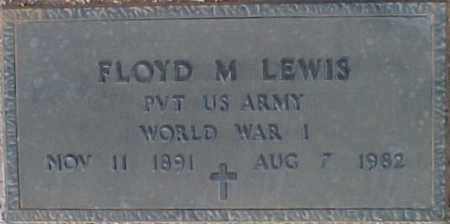 FLOYD M LEWIS
PVT US ARMY
WORLD WAR I
NOV 11 1891 AUG 7 1982